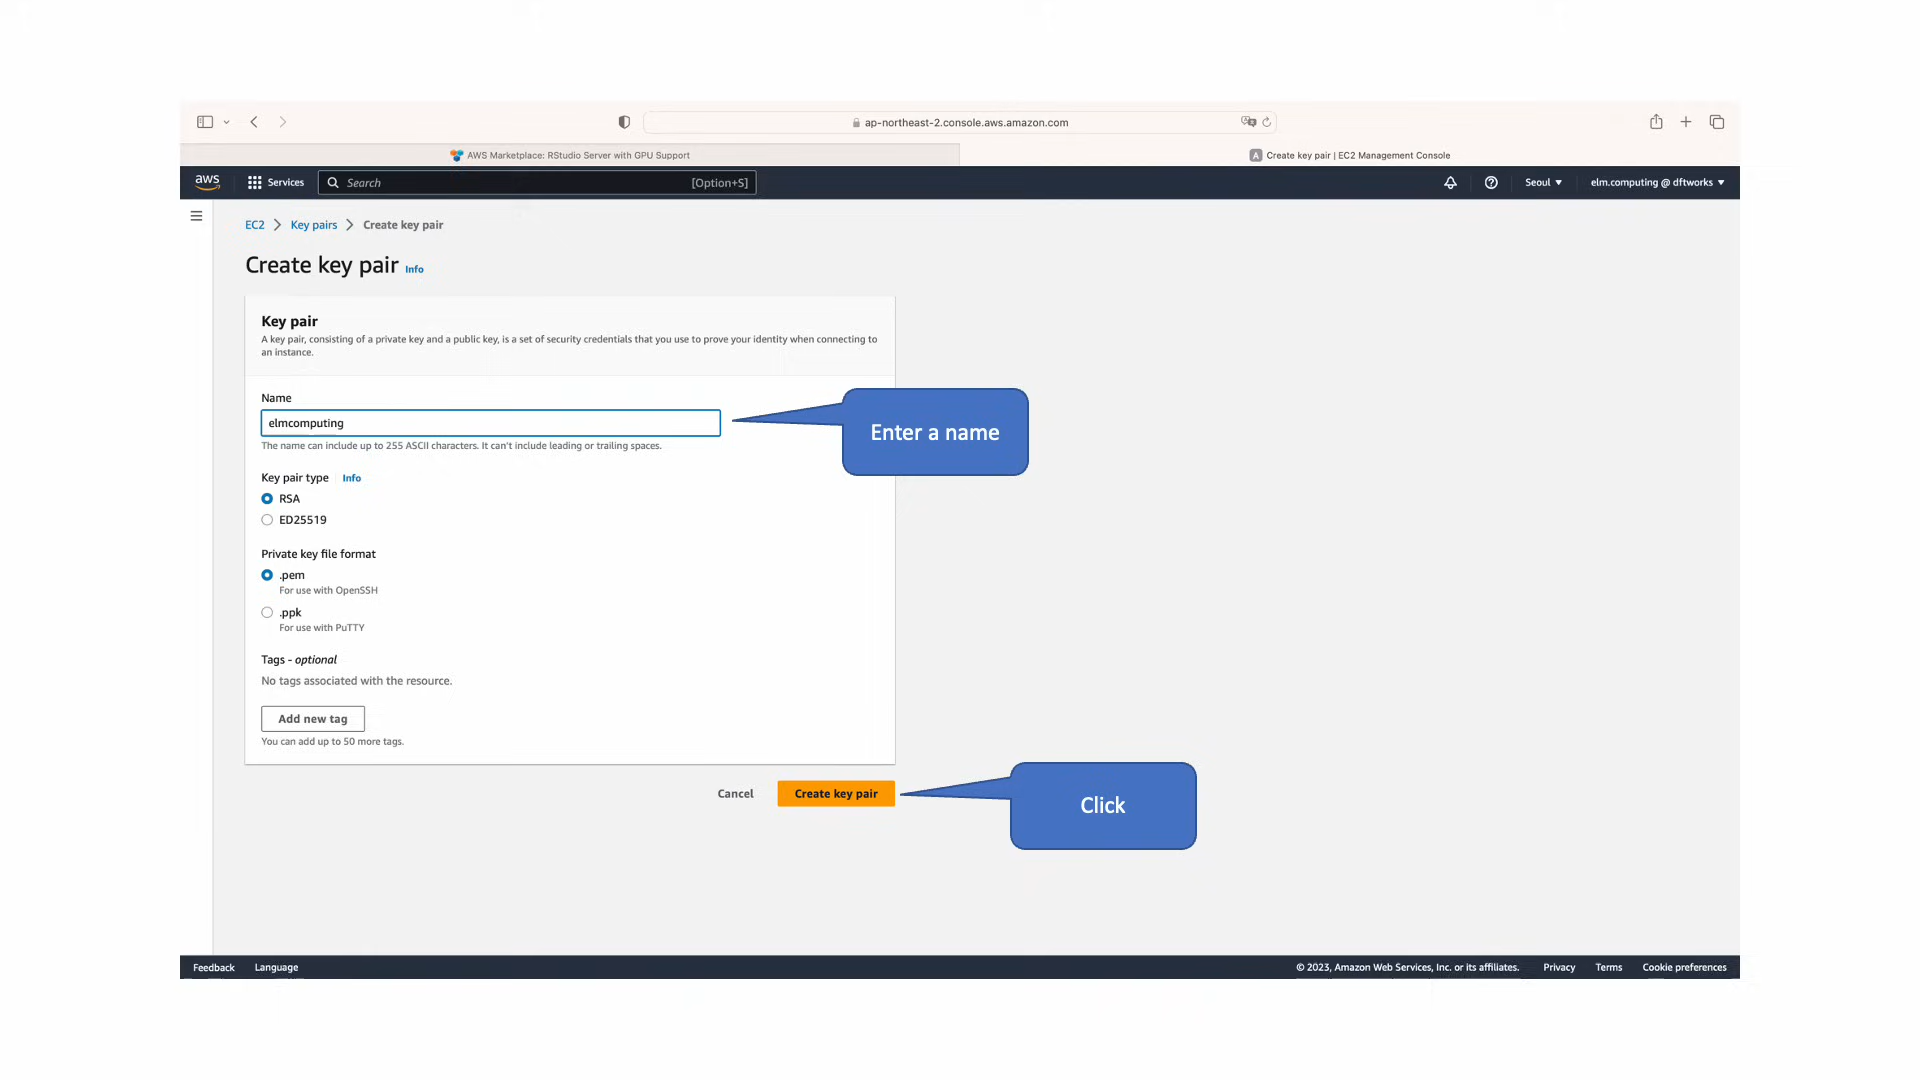 ap-northeast-2.console.aws.amazon.com
AWS Marketplace: RStudio Server with GPU Support
A Create key pair | EC2 Management Console
aws Services Search [Option+S] Seoul elm.computing @ dftworks
EC2 Key pairs Create key pair
Create key pair Info
Key pair
A key pair, consisting of a private key and a public key, is a set of security credentials that you use to prove your identity when connecting to
an instance.
Name
elmcomputing
Enter a name
The name can include up to 255 ASCII characters. It can't include leading or trailing spaces.
Key pair type Info
RSA
ED25519
Private key file format
.pem
For use with OpenSSH
.ppk
For use with PuTTY
Tags - optional
No tags associated with the resource.
Add new tag
You can add up to 50 more tags.
Cancel Create key pair
Click
Feedback Language © 2023, Amazon Web Services, Inc. or its affiliates. Privacy Terms Cookie preferences